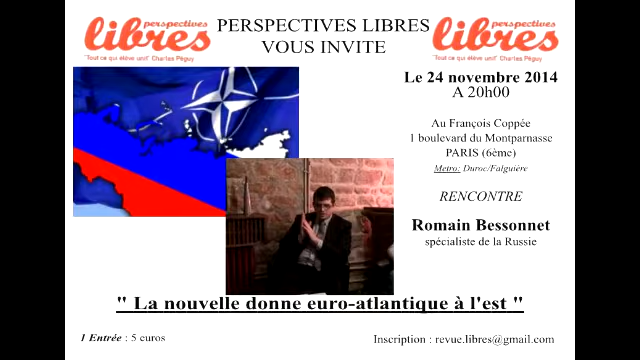 perspectives
libres
"Tout ce qui élève unit" Charles Péguy
PERSPECTIVES LIBRES
VOUS INVITE
perspectives
libres
"Tout ce qui élève unit" Charles Péguy
Le 24 novembre 2014
A 20h00
Au François Coppée
1 boulevard du Montparnasse
PARIS (6ème)
Metro: Duroc/Falguière
RENCONTRE
Romain Bessonnet
spécialiste de la Russie
" La nouvelle donne euro-atlantique à l'est "
1 Entrée : 5 euros
Inscription : revue.libres@gmail.com